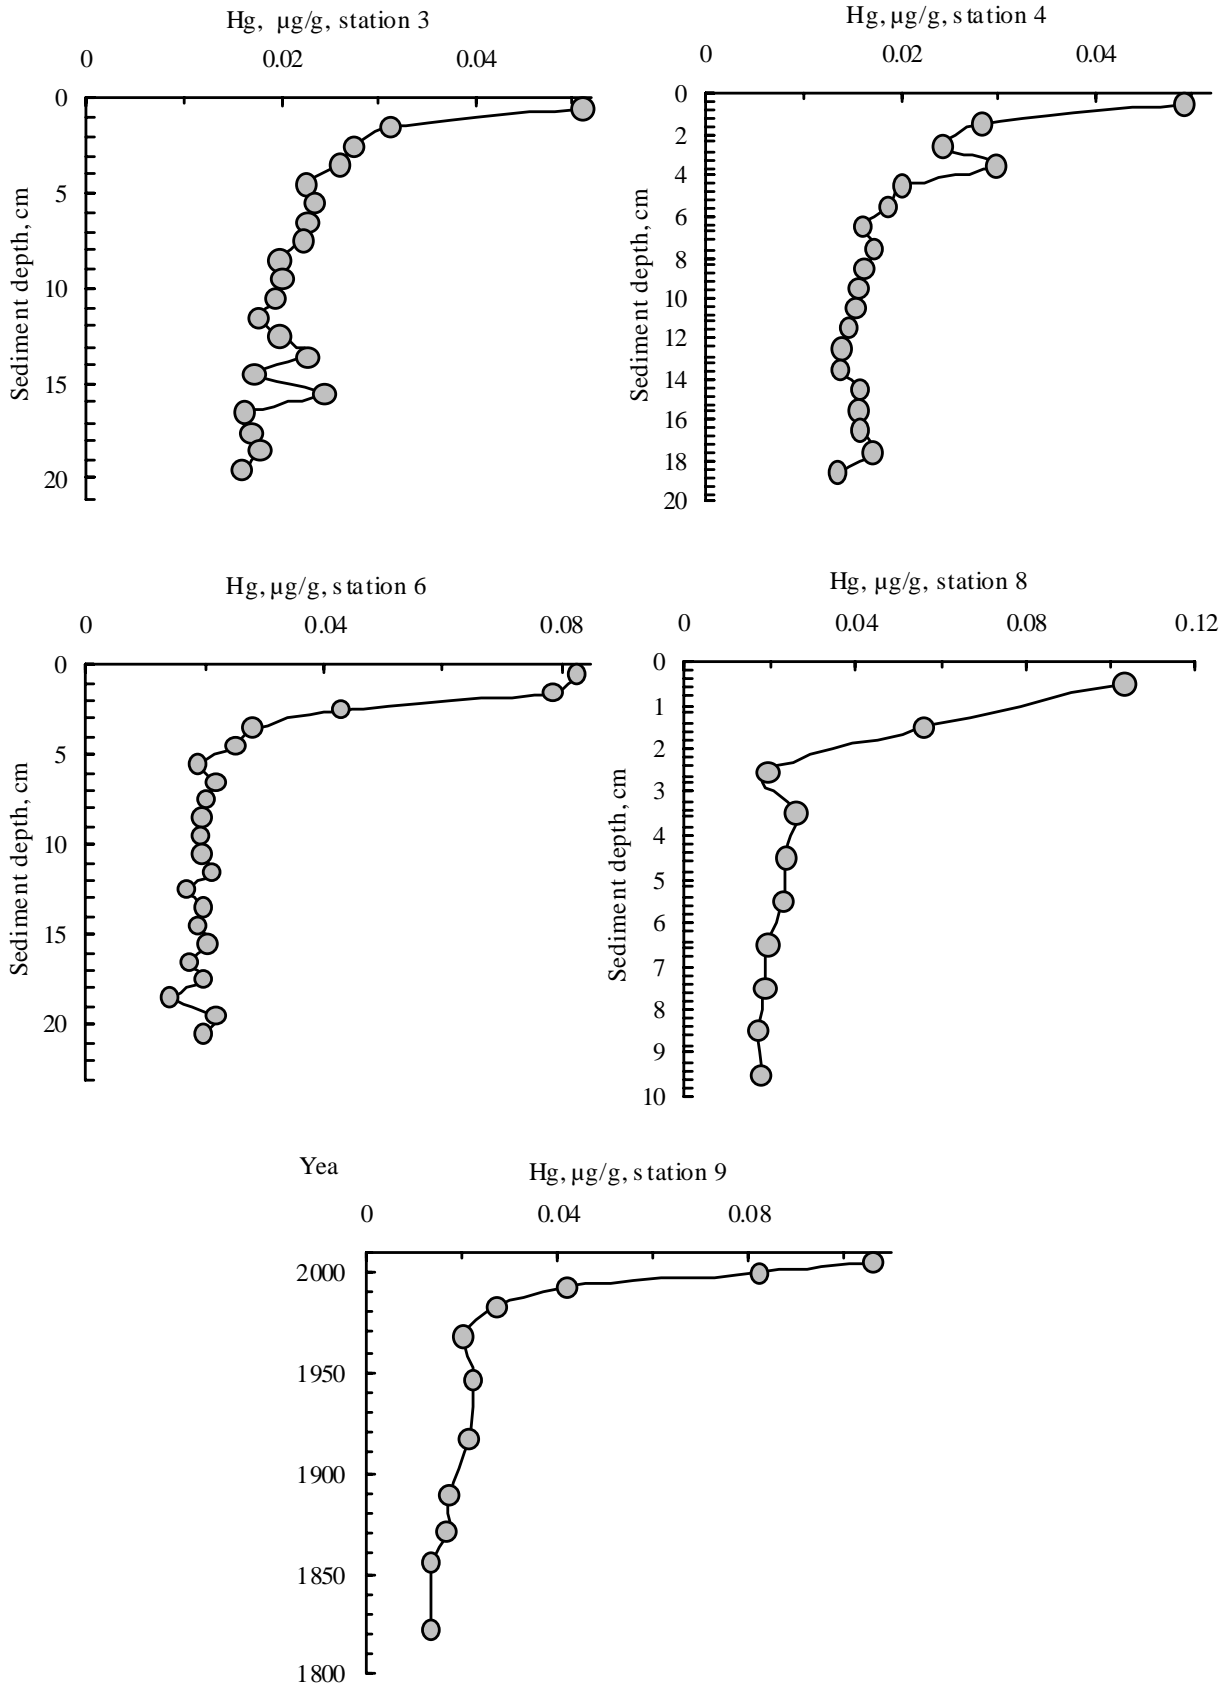 Hg, µg/g, station 3
0 0.02 0.04
0
5
10
15
20
Sediment depth, cm
Hg, µg/g, station 4
0 0.02 0.04
0
2
4
6
8
10
12
14
16
18
20
Sediment depth, cm
Hg, µg/g, station 6
0 0.04 0.08
0
5
10
15
20
Sediment depth, cm
Hg, µg/g, station 8
0 0.04 0.08 0.12
0
1
2
3
4
5
6
7
8
9
10
Sediment depth, cm
Yea
Hg, µg/g, station 9
0 0.04 0.08
2000
1950
1900
1850
1800